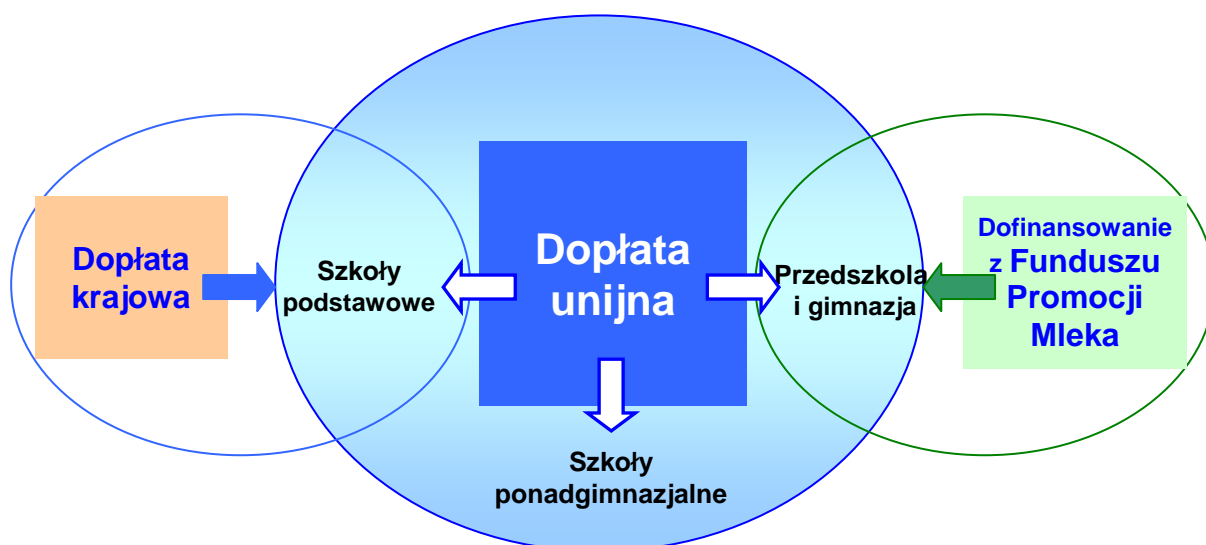 Dopłata
krajowa
Szkoły
podstawowe
Dopłata
unijna
Szkoły
ponadgimnazjalne
Przedszkola
i gimnazja
Dofinansowanie
z Funduszu
Promocji
Mleka